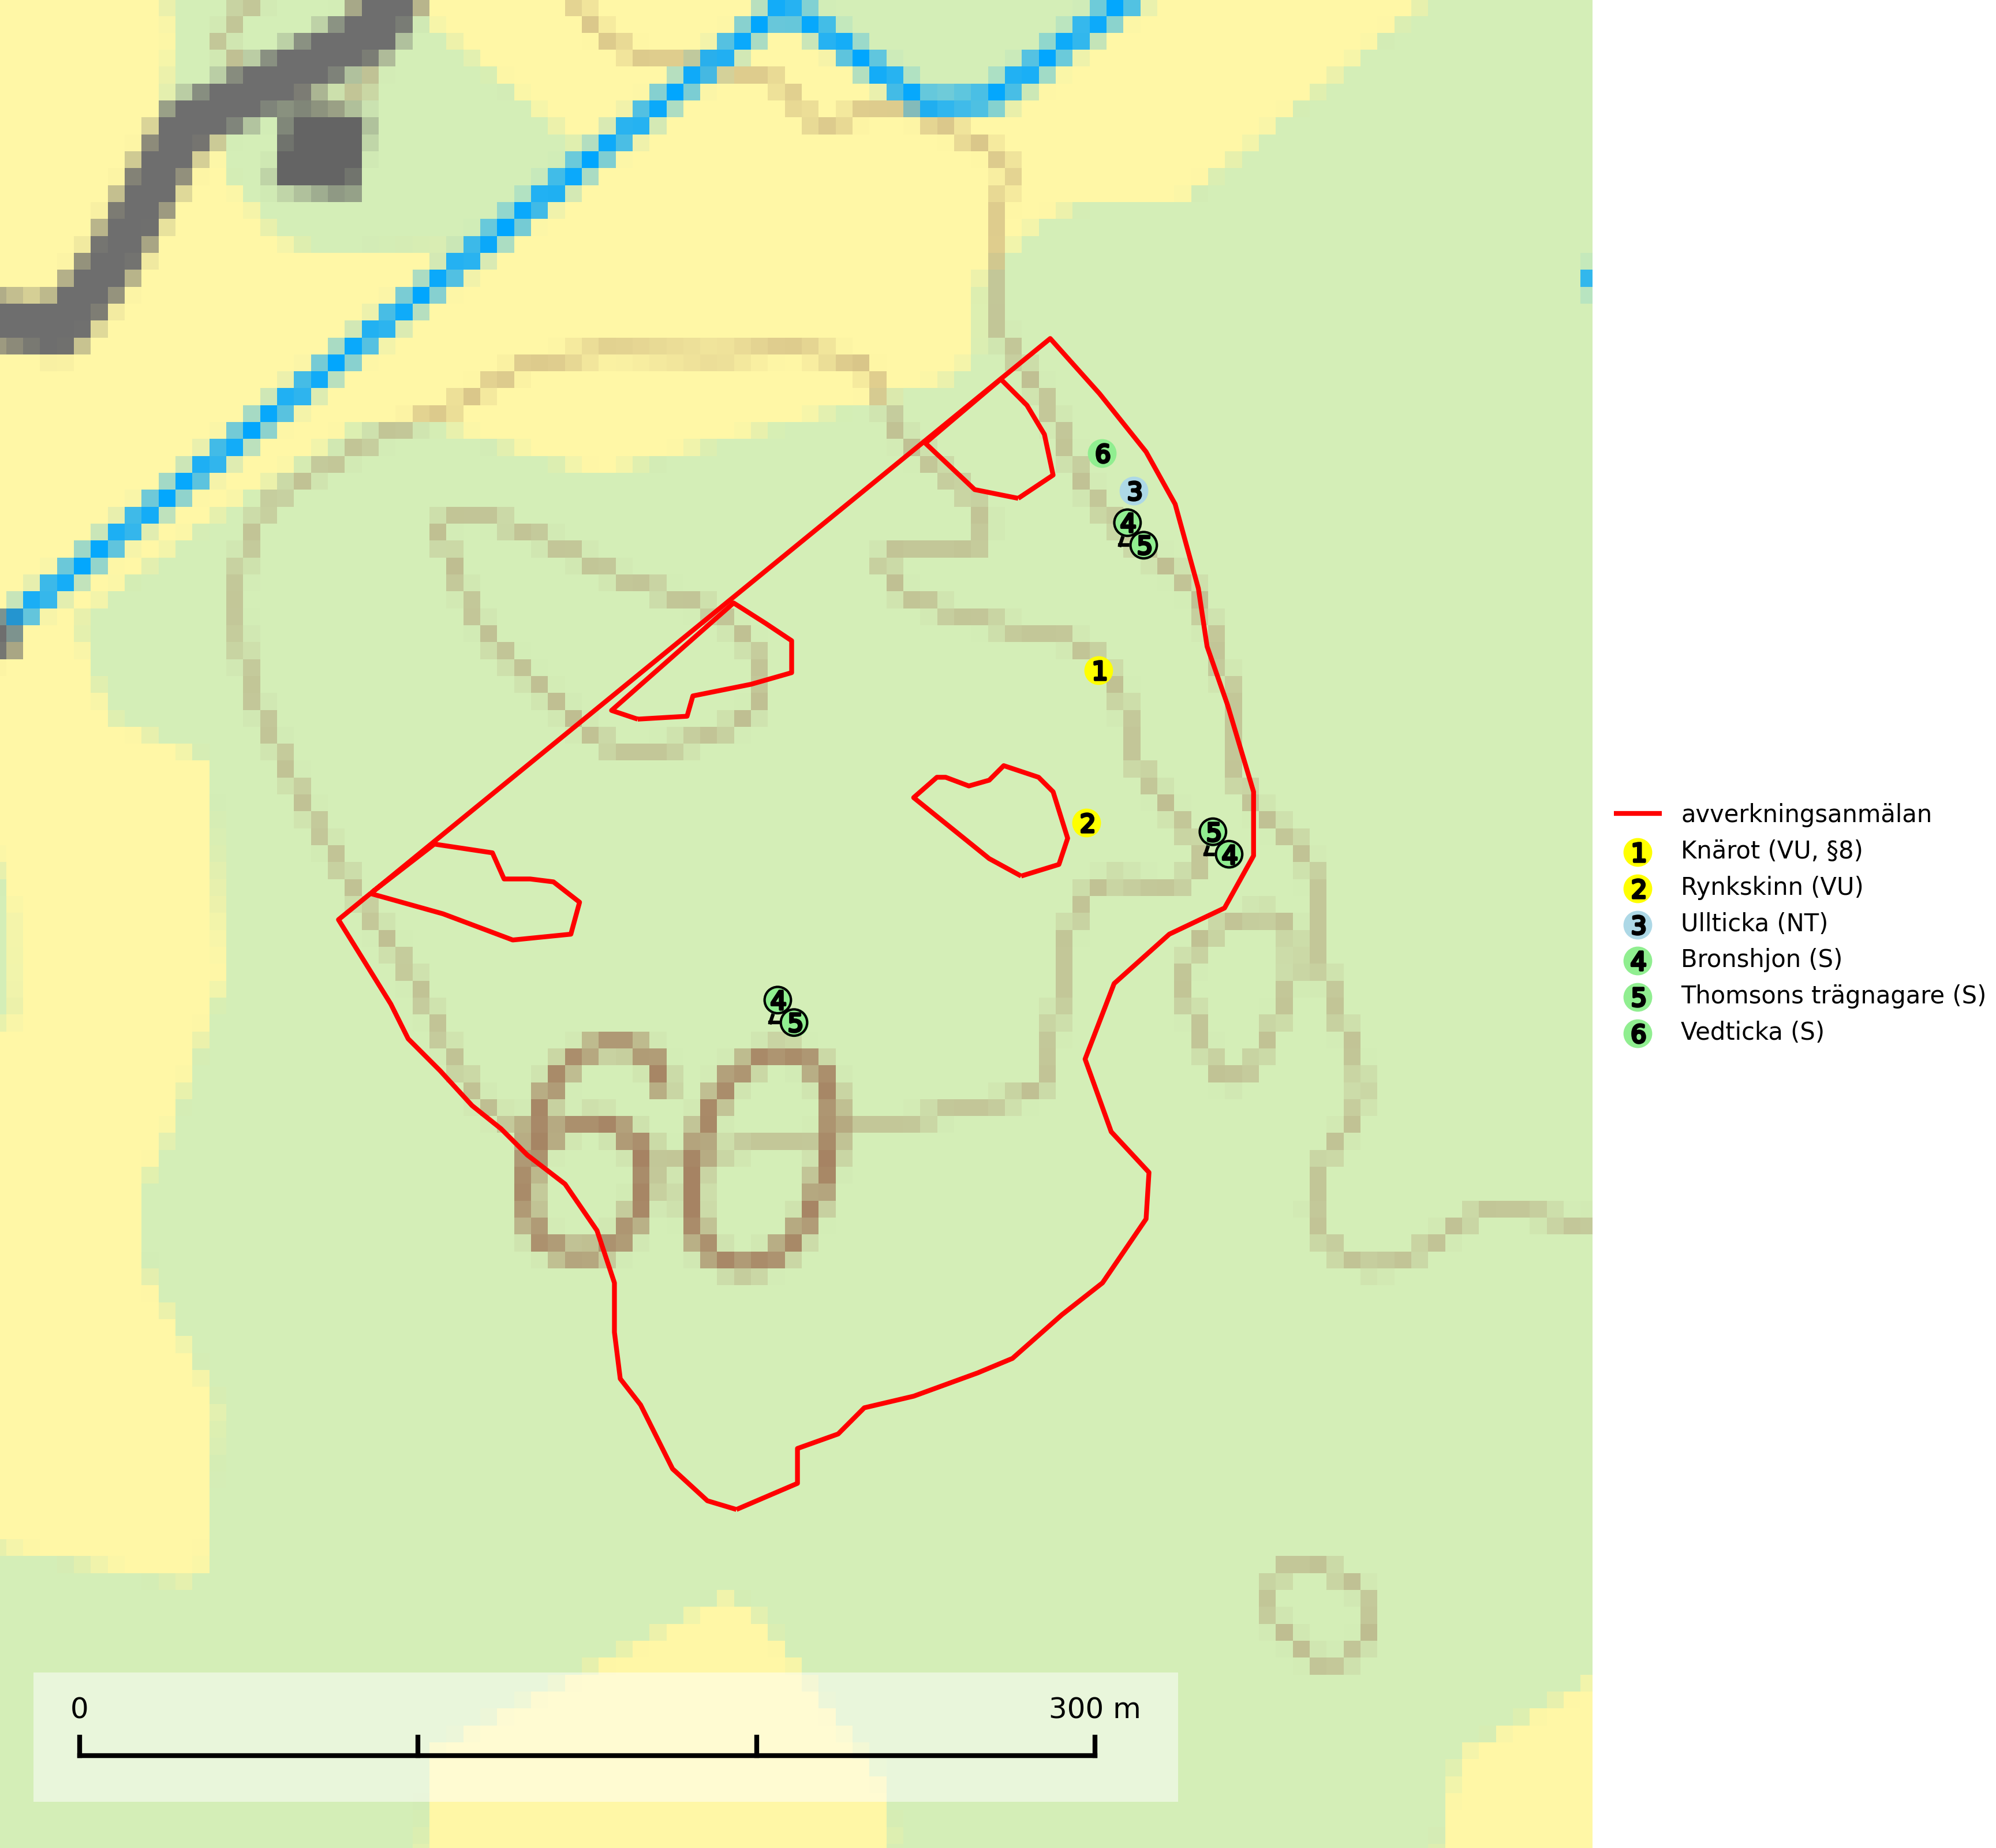 6
3
4
5
1
2
5
4
4
5
60
0 300 m
avverkningsanmälan
1 Knärot (VU, §8)
2 Rynkskinn (VU)
3 Ullticka (NT)
4 Bronshjon (S)
5 Thomsons trägnagare (S)
6 Vedticka (S)